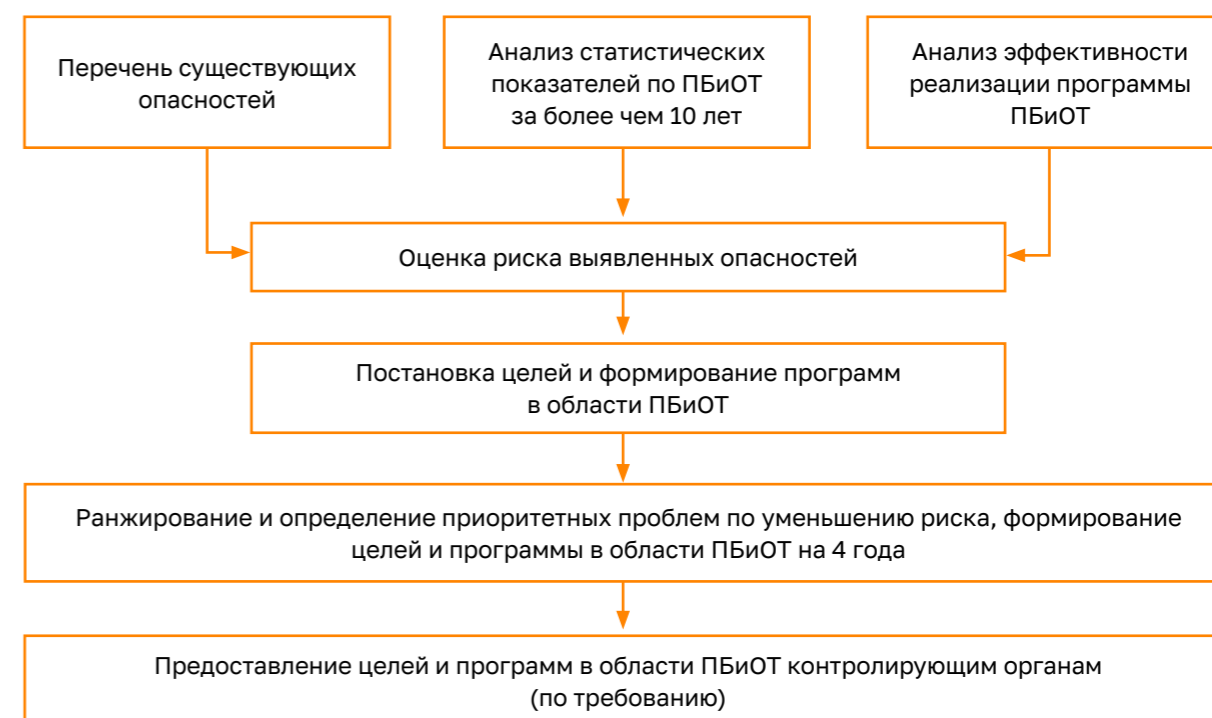 Перечень существующих
опасностей
Анализ статистических
показателей по ПБиОТ
за более чем 10 лет
Анализ эффективности
реализации программы
ПБиОТ
Оценка риска выявленных опасностей
Постановка целей и формирование программ
в области ПБиОТ
Ранжирование и определение приоритетных проблем по уменьшению риска, формирование
целей и программы в области ПБиОТ на 4 года
Предоставление целей и программ в области ПБиОТ контролирующим органам
(по требованию)